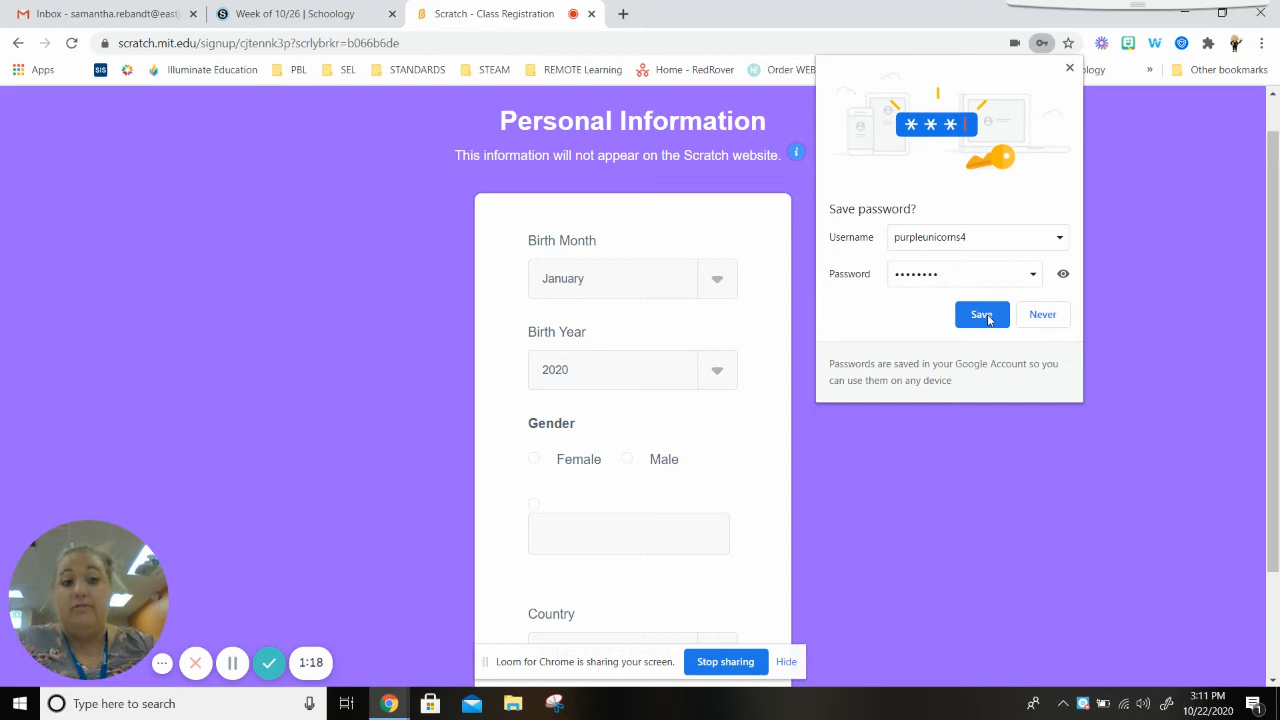 Inbox - samantha.rebandt@east
Week of 10/26 | Schoology
Scratch - Class Registration
scratch.mit.edu/signup/cjtennk3p?scrlybrkr=b066b6de
Apps
SIS
Illuminate Education
PBL
SEL
STANDARDS
STEAM
REMOTE Learning
Home - RedRover
Order WEB
ology
»
Other bookmarks
Personal Information
This information will not appear on the Scratch website.
Birth Month
January
Birth Year
2020
Gender
Female
Male
Country
* * *
Save password?
Username
purpleunicorns4
Password
••••••••
Save
Never
Passwords are saved in your Google Account so you
can use them on any device
1:18
Loom for Chrome is sharing your screen.
Stop sharing
Hide
Type here to search
3:11 PM
10/22/2020